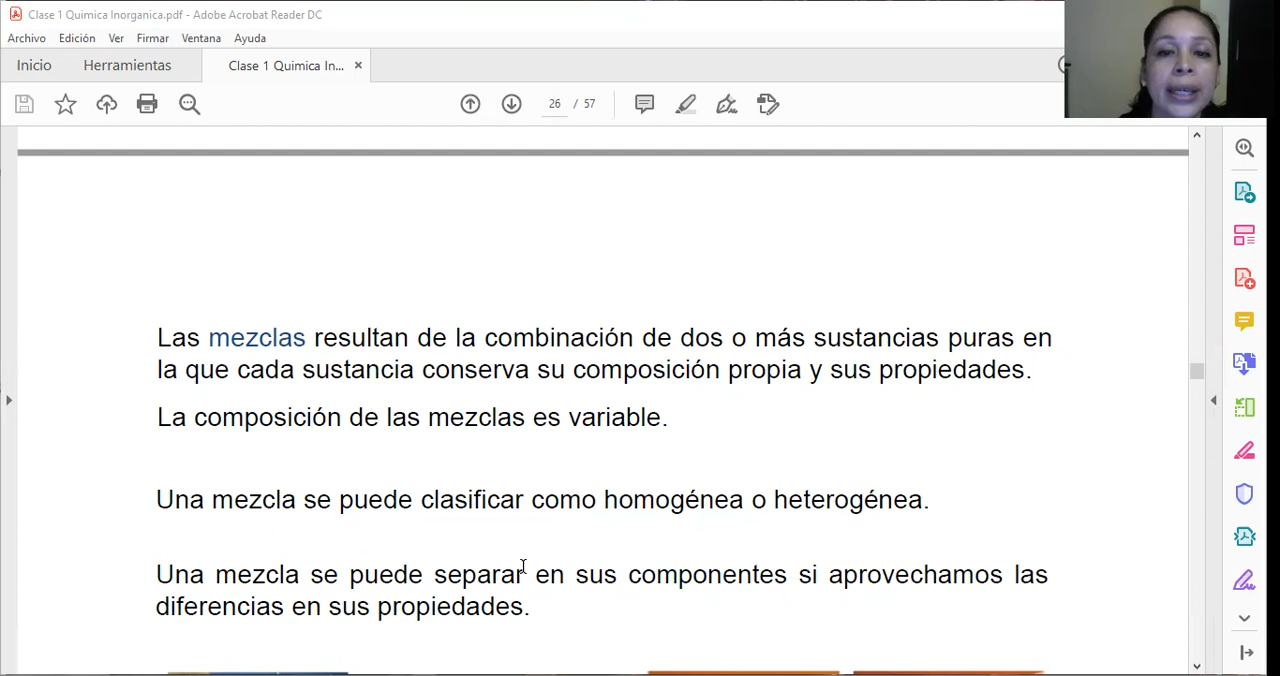 Clase 1 Quimica Inorganica.pdf - Adobe Acrobat Reader DC
Archivo Edición Ver Firmar Ventana Ayuda
Inicio Herramientas Clase 1 Quimica In... ×
26 / 57
Las mezclas resultan de la combinación de dos o más sustancias puras en
la que cada sustancia conserva su composición propia y sus propiedades.
La composición de las mezclas es variable.
Una mezcla se puede clasificar como homogénea o heterogénea.
Una mezcla se puede separar en sus componentes si aprovechamos las
diferencias en sus propiedades.